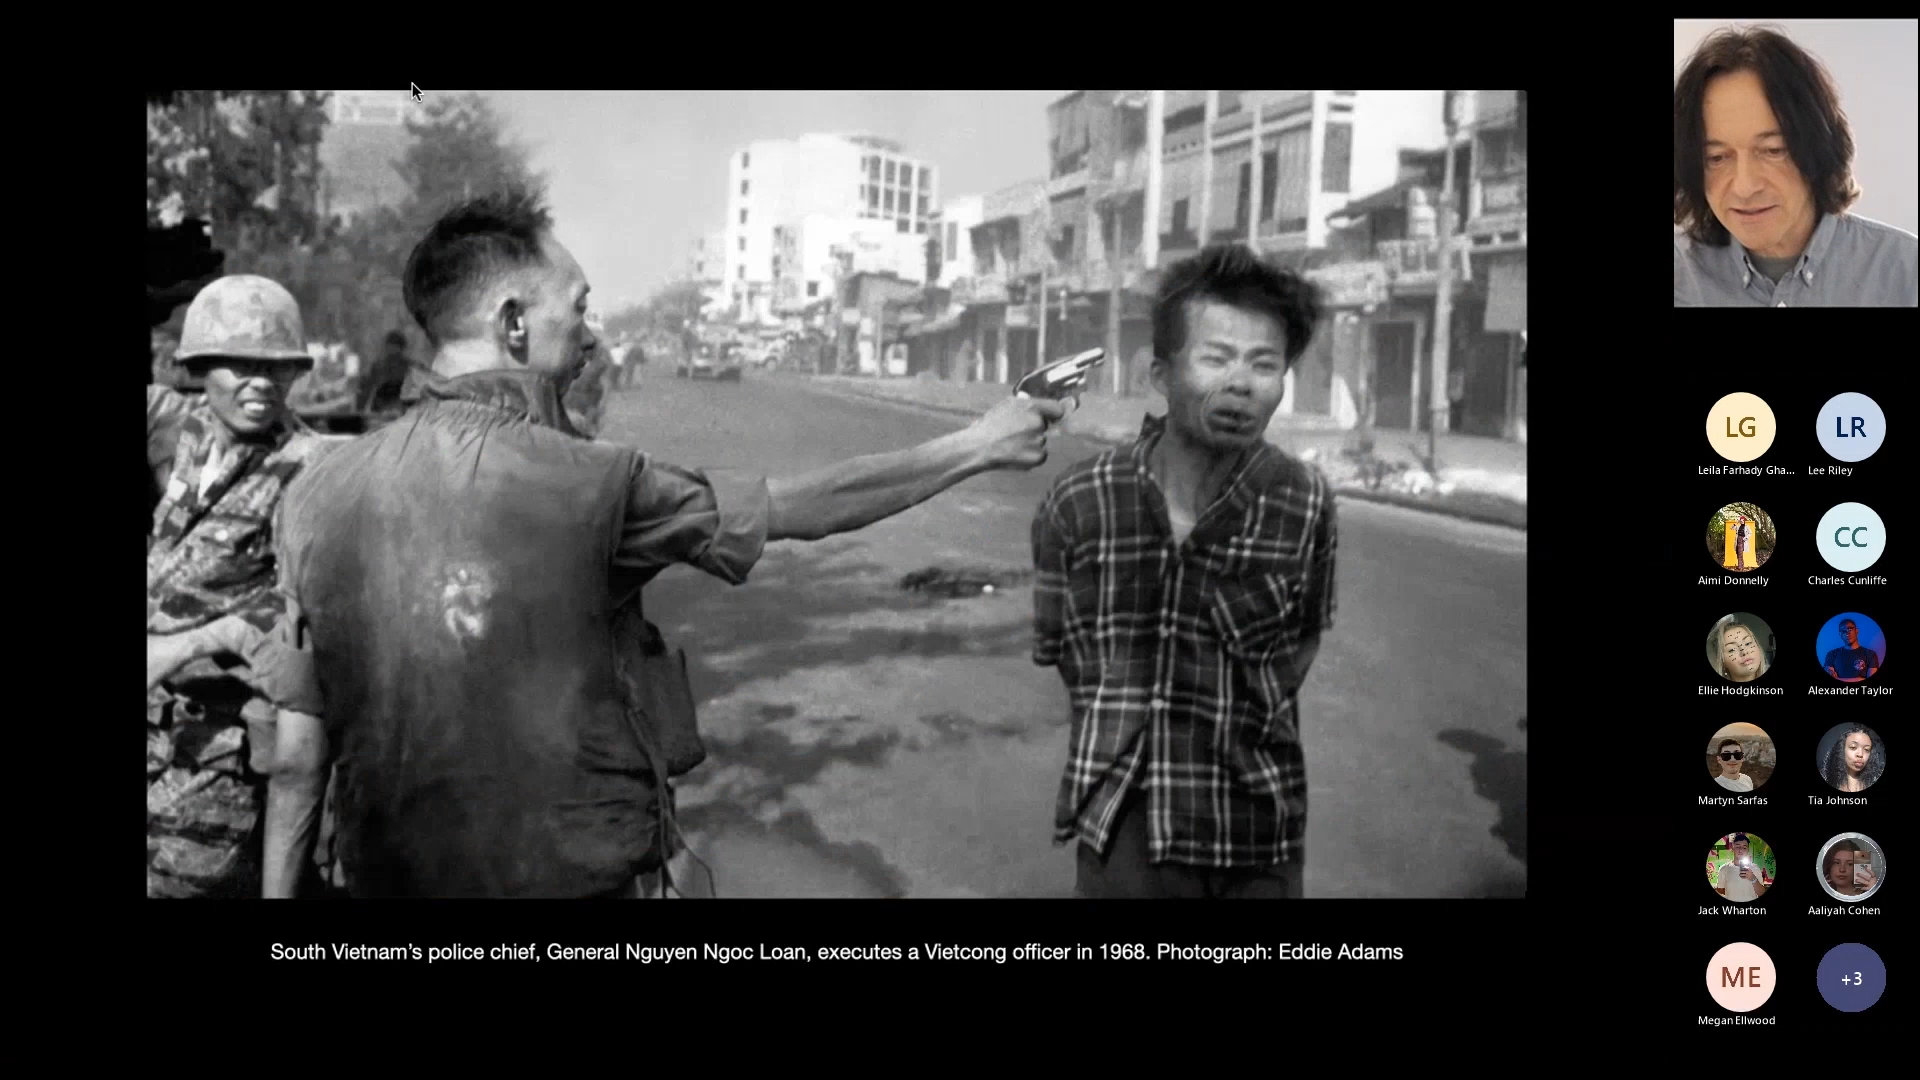 South Vietnam’s police chief, General Nguyen Ngoc Loan, executes a Vietcong officer in 1968. Photograph: Eddie Adams
LG
LR
Leila Farhady Gha...
Lee Riley
CC
Aimi Donnelly
Charles Cunliffe
Ellie Hodgkinson
Alexander Taylor
Martyn Sarfas
Tia Johnson
Jack Wharton
Aaliyah Cohen
ME
+3
Megan Ellwood